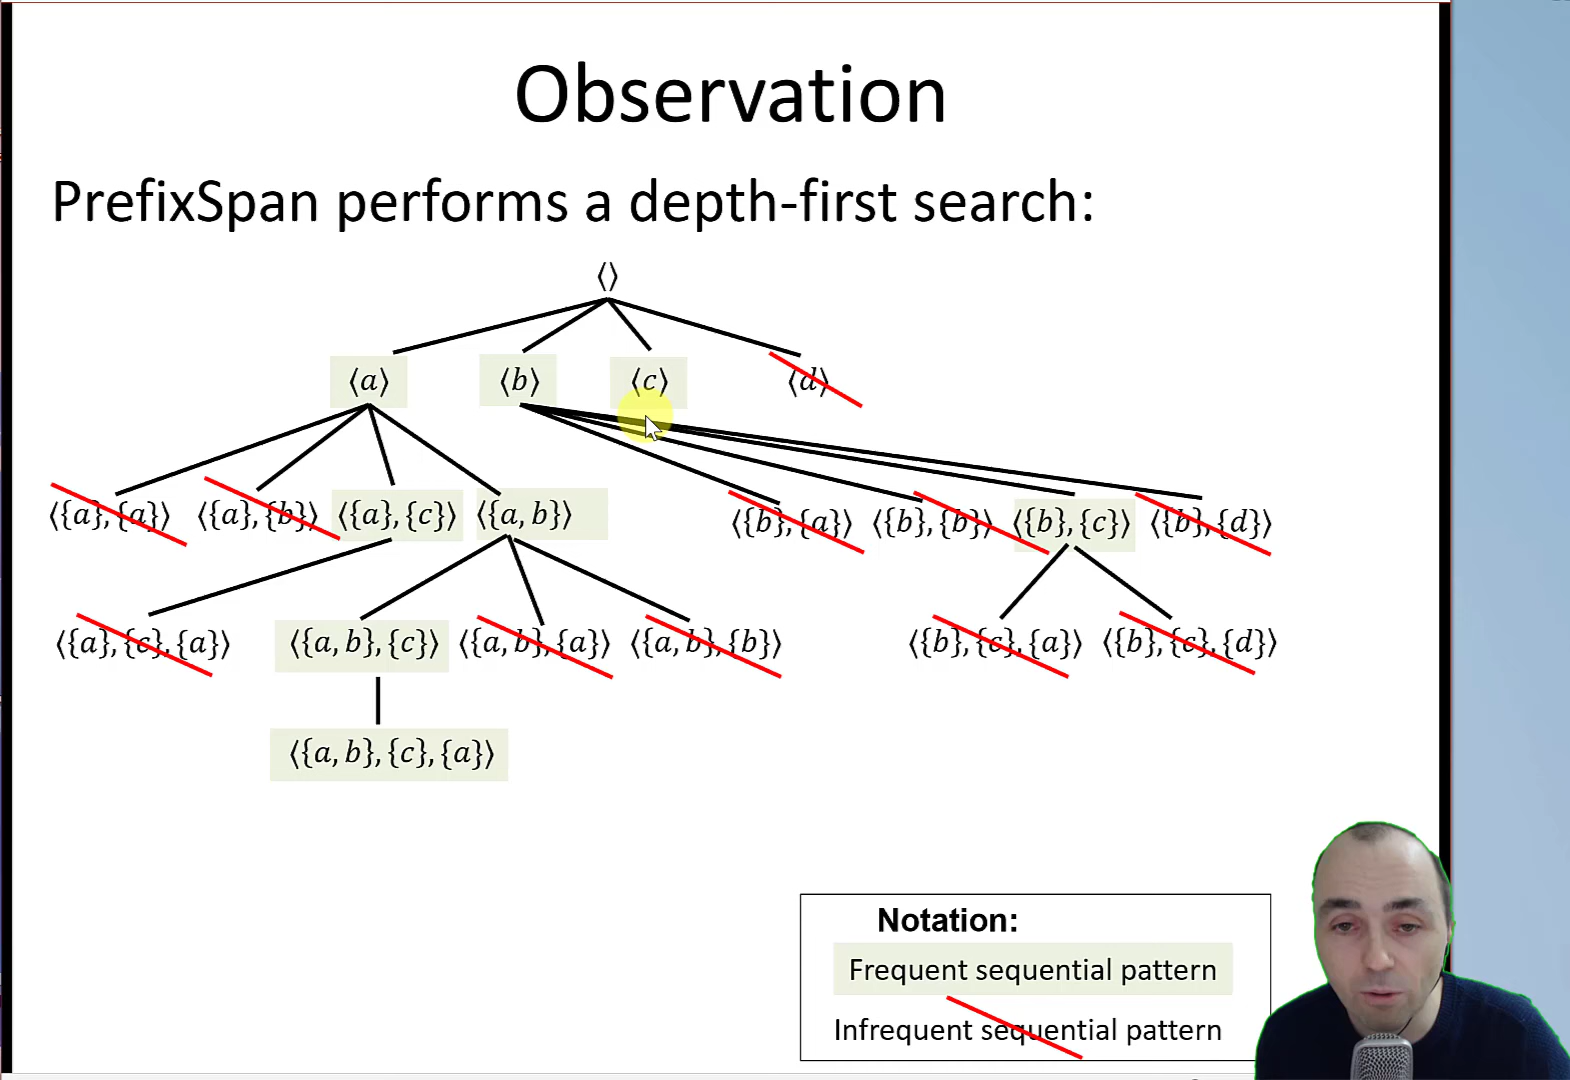 Observation
PrefixSpan performs a depth-first search:
⟨⟩
⟨a⟩ ⟨b⟩ ⟨c⟩ ⟨d⟩
⟨{a},{a}⟩ ⟨{a},{b}⟩ ⟨{a},{c}⟩ ⟨{a,b}⟩ ⟨{b},{a}⟩ ⟨{b},{b}⟩ ⟨{b},{c}⟩ ⟨{b},{d}⟩
⟨{a},{c},{a}⟩ ⟨{a,b},{c}⟩ ⟨{a,b},{a}⟩ ⟨{a,b},{b}⟩ ⟨{b},{c},{a}⟩ ⟨{b},{c},{d}⟩
⟨{a,b},{c},{a}⟩
Notation:
Frequent sequential pattern
Infrequent sequential pattern